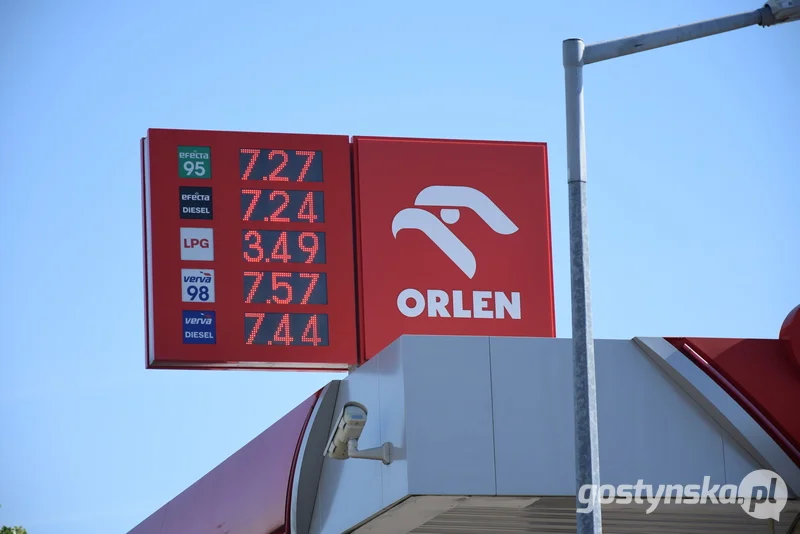 efecta 95 7.27
efecta DIESEL 7.24
LPG 3.49
verva 98 7.57
verva DIESEL 7.44
ORLEN
gostynska.pl